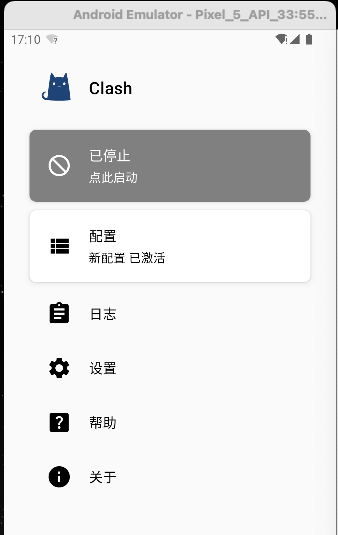 Android Emulator - Pixel_5_API_33:55...
17:10
Clash
已停止
点此启动
配置
新配置 已激活
日志
设置
帮助
关于